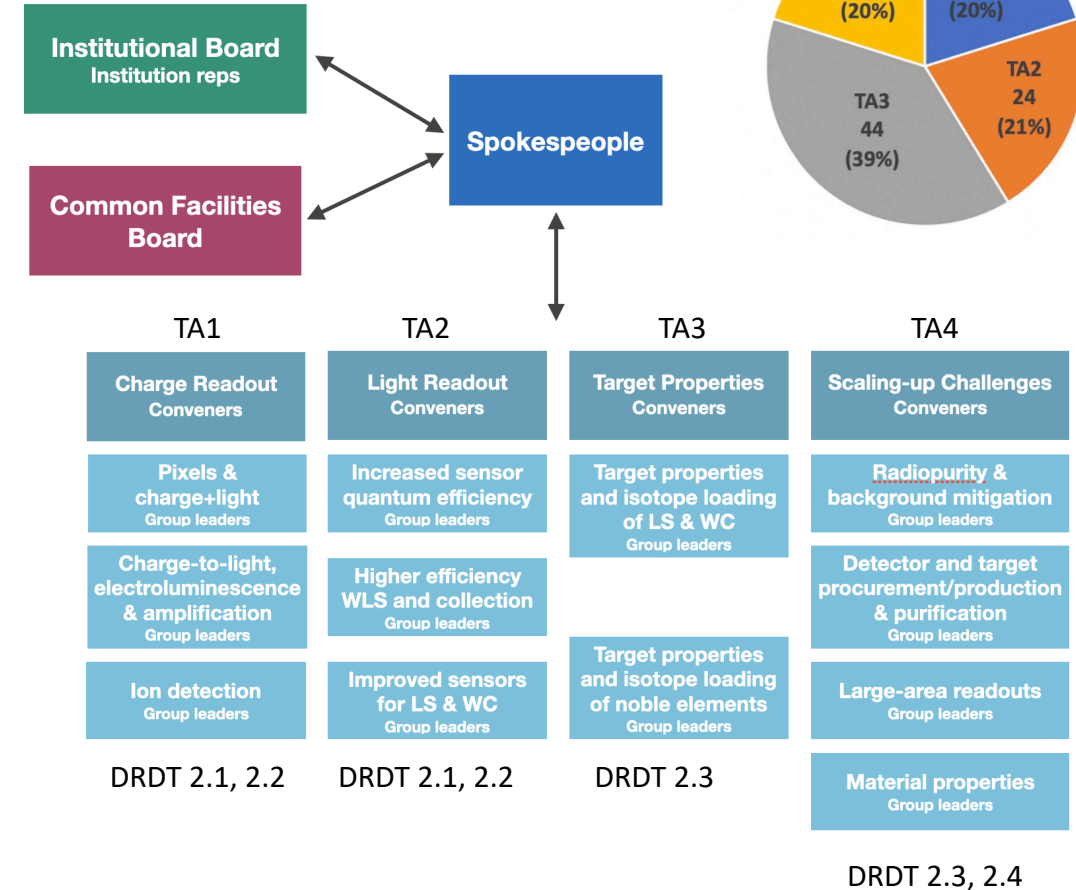 Institutional Board
Institution reps
Common Facilities
Board
Spokespeople
(20%)
(20%)
TA2
24
(21%)
TA3
44
(39%)
TA1
Charge Readout
Conveners
Pixels &
charge+light
Group leaders
Charge-to-light,
electroluminescence
& amplification
Group leaders
Ion detection
Group leaders
DRDT 2.1, 2.2
TA2
Light Readout
Conveners
Increased sensor
quantum efficiency
Group leaders
Higher efficiency
WLS and collection
Group leaders
Improved sensors
for LS & WC
Group leaders
DRDT 2.1, 2.2
TA3
Target Properties
Conveners
Target properties
and isotope loading
of LS & WC
Group leaders
Target properties
and isotope loading
of noble elements
Group leaders
DRDT 2.3
TA4
Scaling-up Challenges
Conveners
Radiopurity &
background mitigation
Group leaders
Detector and target
procurement/production
& purification
Group leaders
Large-area readouts
Group leaders
Material properties
Group leaders
DRDT 2.3, 2.4